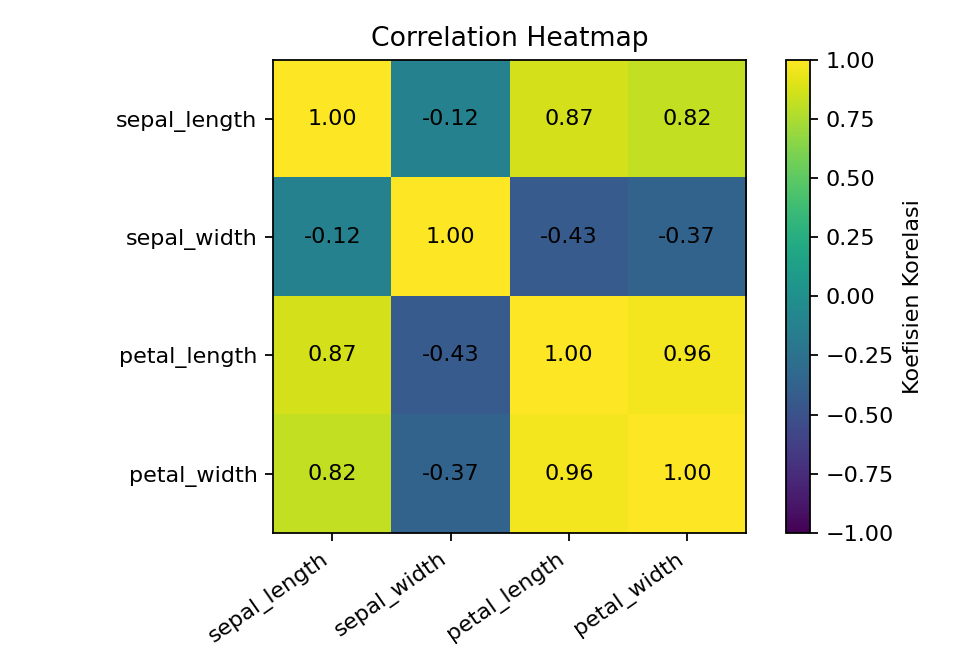 Correlation Heatmap
sepal_length 1.00 -0.12 0.87 0.82
sepal_width -0.12 1.00 -0.43 -0.37
petal_length 0.87 -0.43 1.00 0.96
petal_width 0.82 -0.37 0.96 1.00
sepal_length sepal_width petal_length petal_width
1.00
0.75
0.50
0.25
0.00
−0.25
−0.50
−0.75
−1.00
Koefisien Korelasi